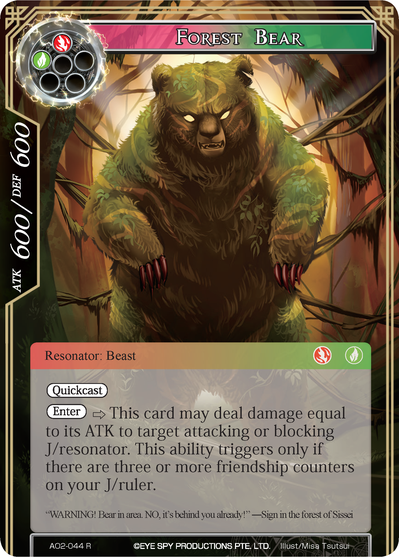 FOREST BEAR
ATK 600/DEF 600
Resonator: Beast
Quickcast
Enter ⇨ This card may deal damage equal
to its ATK to target attacking or blocking
J/resonator. This ability triggers only if
there are three or more friendship counters
on your J/ruler.
"WARNING! Bear in area. NO, it's behind you already!" —Sign in the forest of Sissei
A02-044 R ©EYE SPY PRODUCTIONS PTE. LTD. Illust/Misa Tsutsui